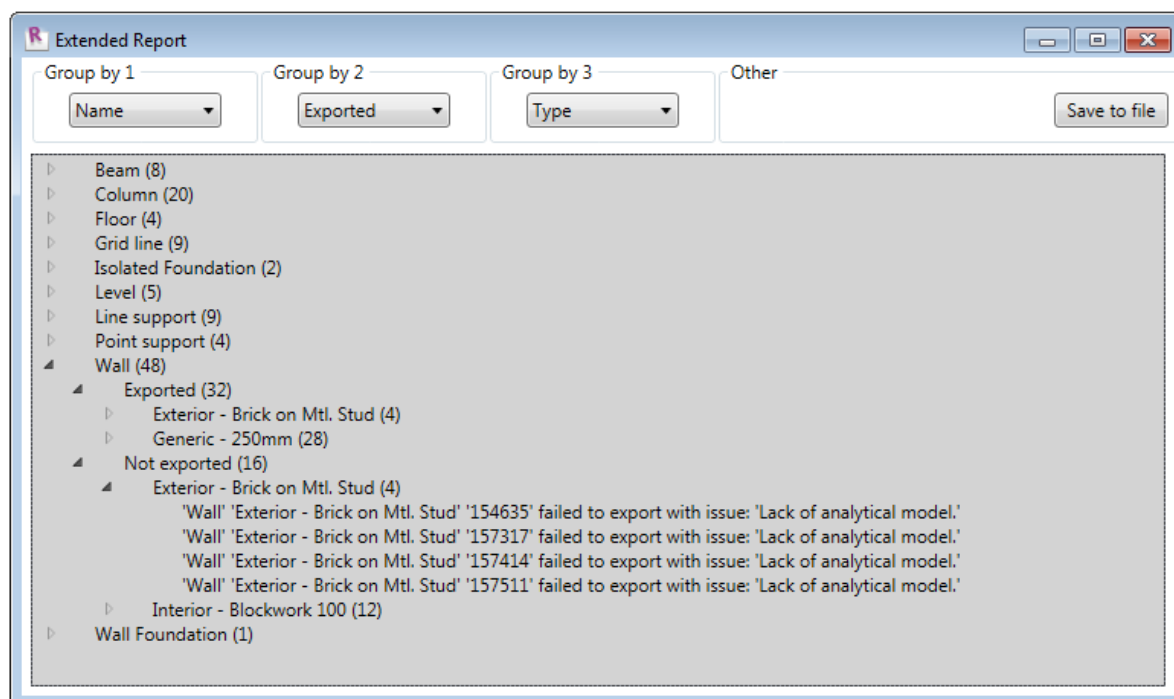 Extended Report
Group by 1 Group by 2 Group by 3 Other
Name Exported Type Save to file
Beam (8)
Column (20)
Floor (4)
Grid line (9)
Isolated Foundation (2)
Level (5)
Line support (9)
Point support (4)
Wall (48)
Exported (32)
Exterior - Brick on Mtl. Stud (4)
Generic - 250mm (28)
Not exported (16)
Exterior - Brick on Mtl. Stud (4)
'Wall' 'Exterior - Brick on Mtl. Stud' '154635' failed to export with issue: 'Lack of analytical model.'
'Wall' 'Exterior - Brick on Mtl. Stud' '157317' failed to export with issue: 'Lack of analytical model.'
'Wall' 'Exterior - Brick on Mtl. Stud' '157414' failed to export with issue: 'Lack of analytical model.'
'Wall' 'Exterior - Brick on Mtl. Stud' '157511' failed to export with issue: 'Lack of analytical model.'
Interior - Blockwork 100 (12)
Wall Foundation (1)